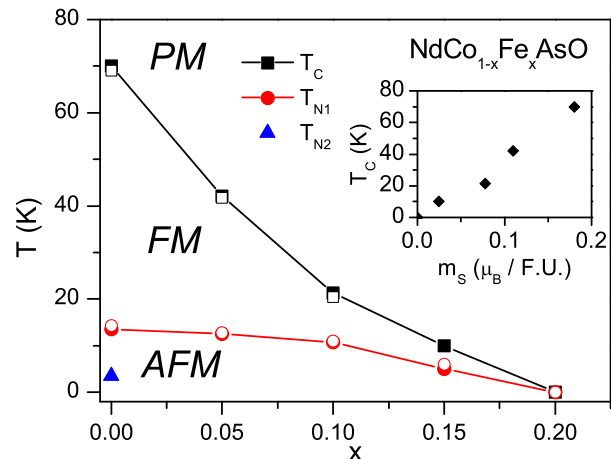 80
60
40
20
0
T (K)
PM
FM
AFM
T_C
T_N1
T_N2
NdCo_1-xFe_xAsO
80
60
40
20
0
T_C (K)
0.0 0.1 0.2
m_S (μ_B / F.U.)
0.00 0.05 0.10 0.15 0.20
x